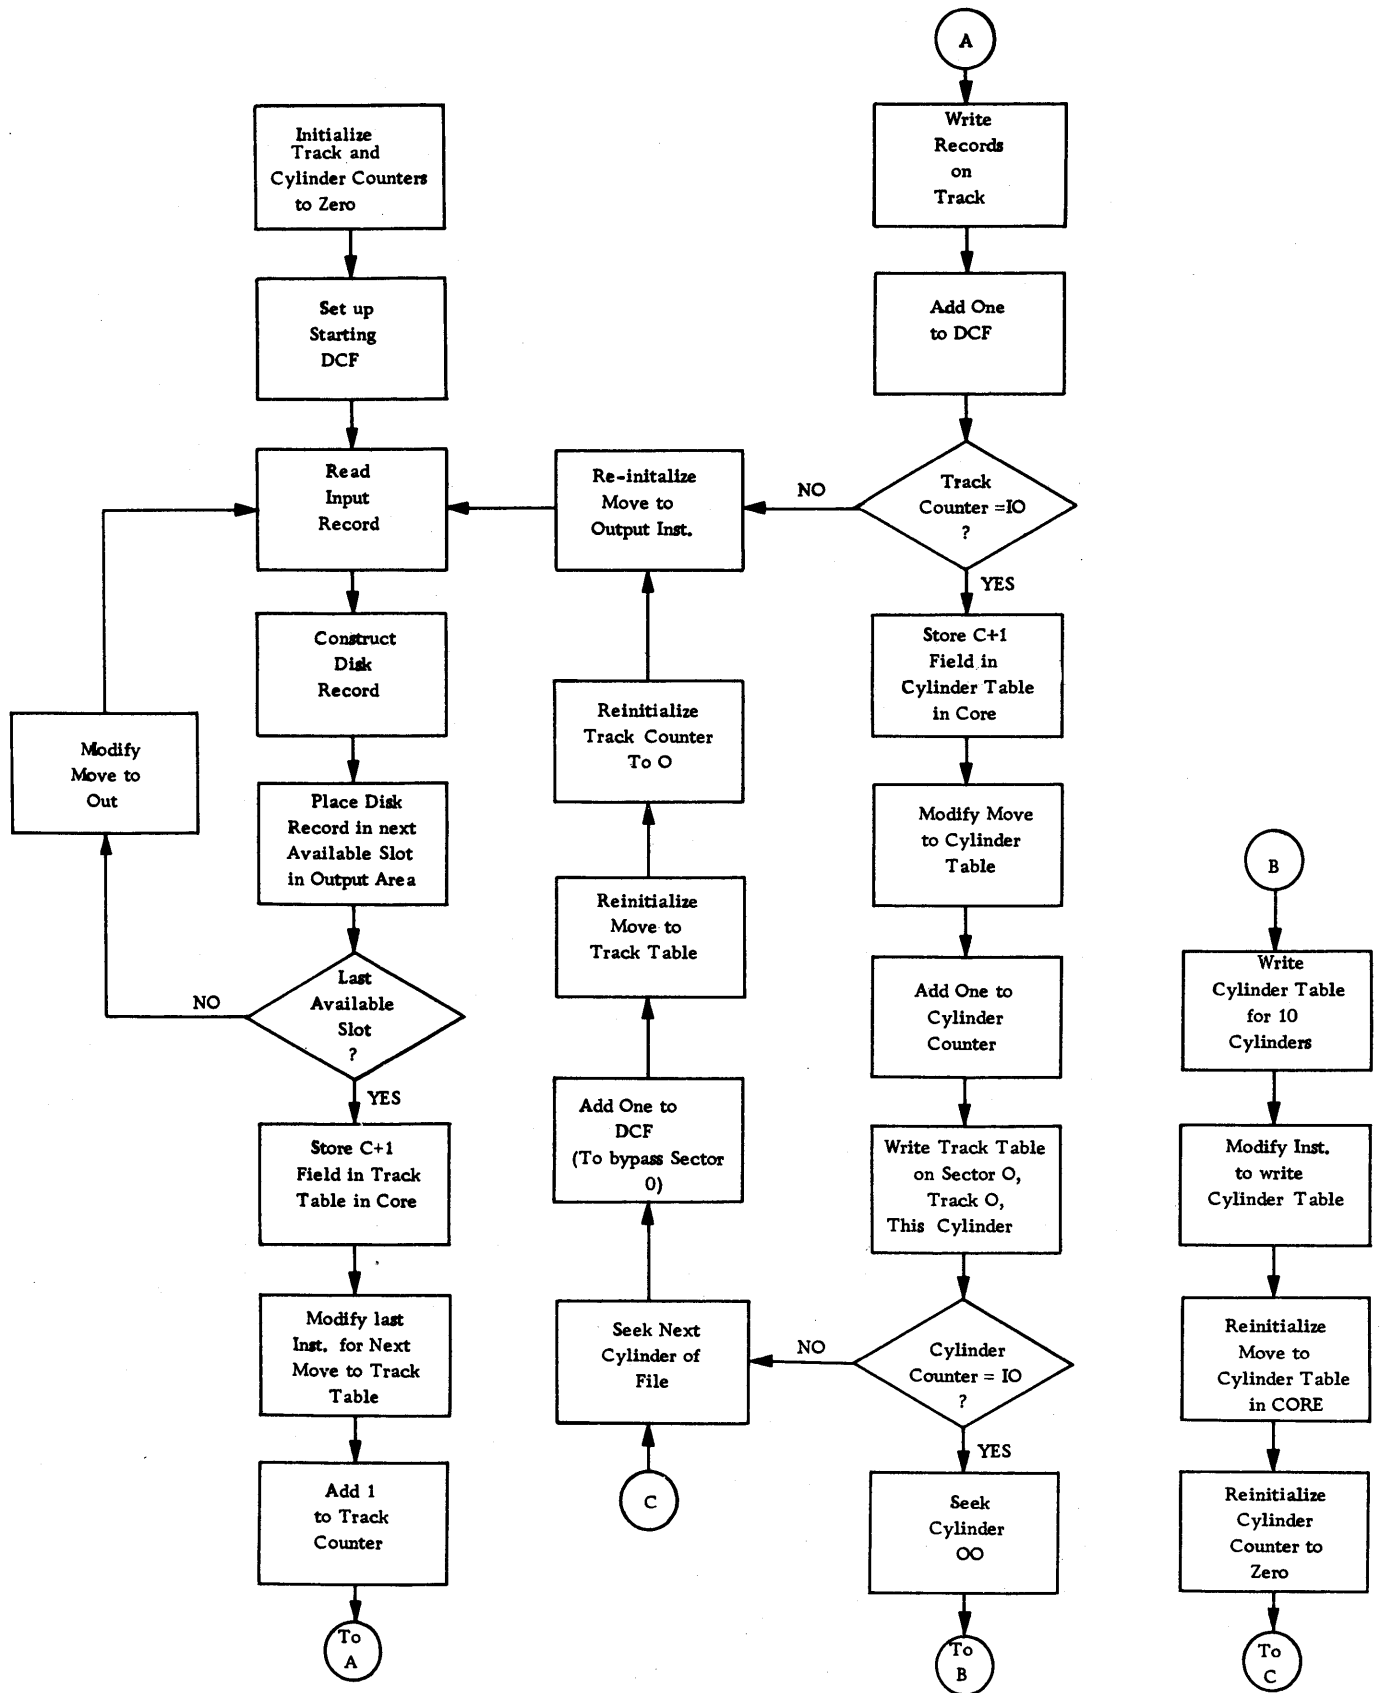 Initialize
Track and
Cylinder Counters
to Zero
Set up
Starting
DCF
Read
Input
Record
Construct
Disk
Record
Modify
Move to
Out
Place Disk
Record in next
Available Slot
in Output Area
Last
Available
Slot
?
NO
YES
Store C+1
Field in Track
Table in Core
Modify last
Inst. for Next
Move to Track
Table
Add 1
to Track
Counter
To
A
Re-initalize
Move to
Output Inst.
Reinitialize
Track Counter
To O
Reinitialize
Move to
Track Table
Add One to
DCF
(To bypass Sector
0)
Seek Next
Cylinder of
File
C
A
Write
Records
on
Track
Add One
to DCF
Track
Counter =IO
?
NO
YES
Store C+1
Field in
Cylinder Table
in Core
Modify Move
to Cylinder
Table
Add One to
Cylinder
Counter
Write Track Table
on Sector O,
Track O,
This Cylinder
Cylinder
Counter = IO
?
NO
YES
Seek
Cylinder
OO
To
B
B
Write
Cylinder Table
for 10
Cylinders
Modify Inst.
to write
Cylinder Table
Reinitialize
Move to
Cylinder Table
in CORE
Reinitialize
Cylinder
Counter to
Zero
To
C